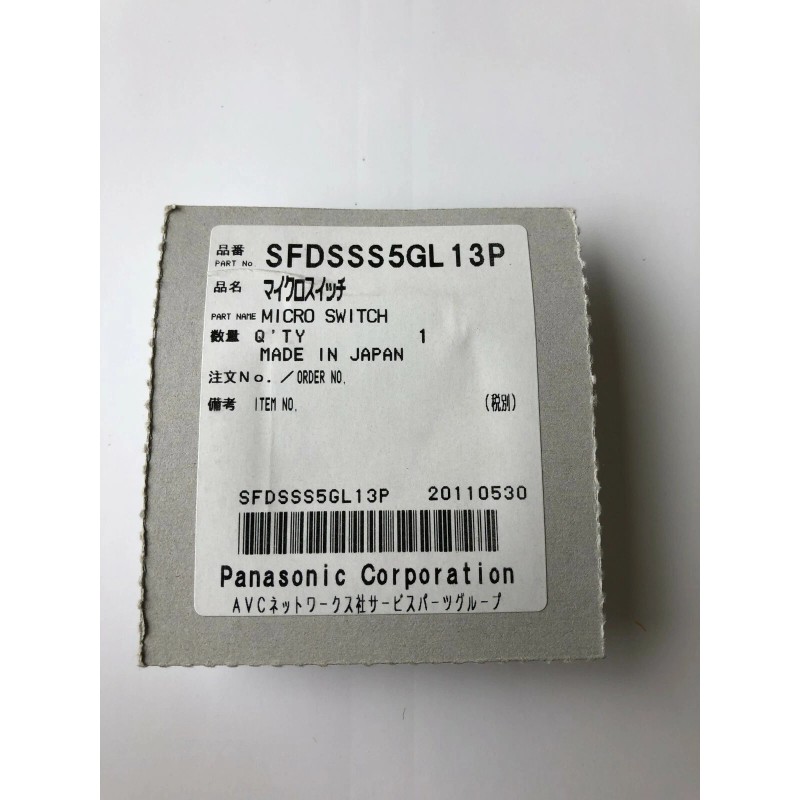 品番 PART No. SFDSSS5GL13P
品名 マイクロスイッチ
PART NAME MICRO SWITCH
数量 Q'TY 1
MADE IN JAPAN
注文No./ORDER NO.
備考 ITEM NO. (税別)
SFDSSS5GL13P 20110530
Panasonic Corporation
AVCネットワークス社サービスパーツグループ